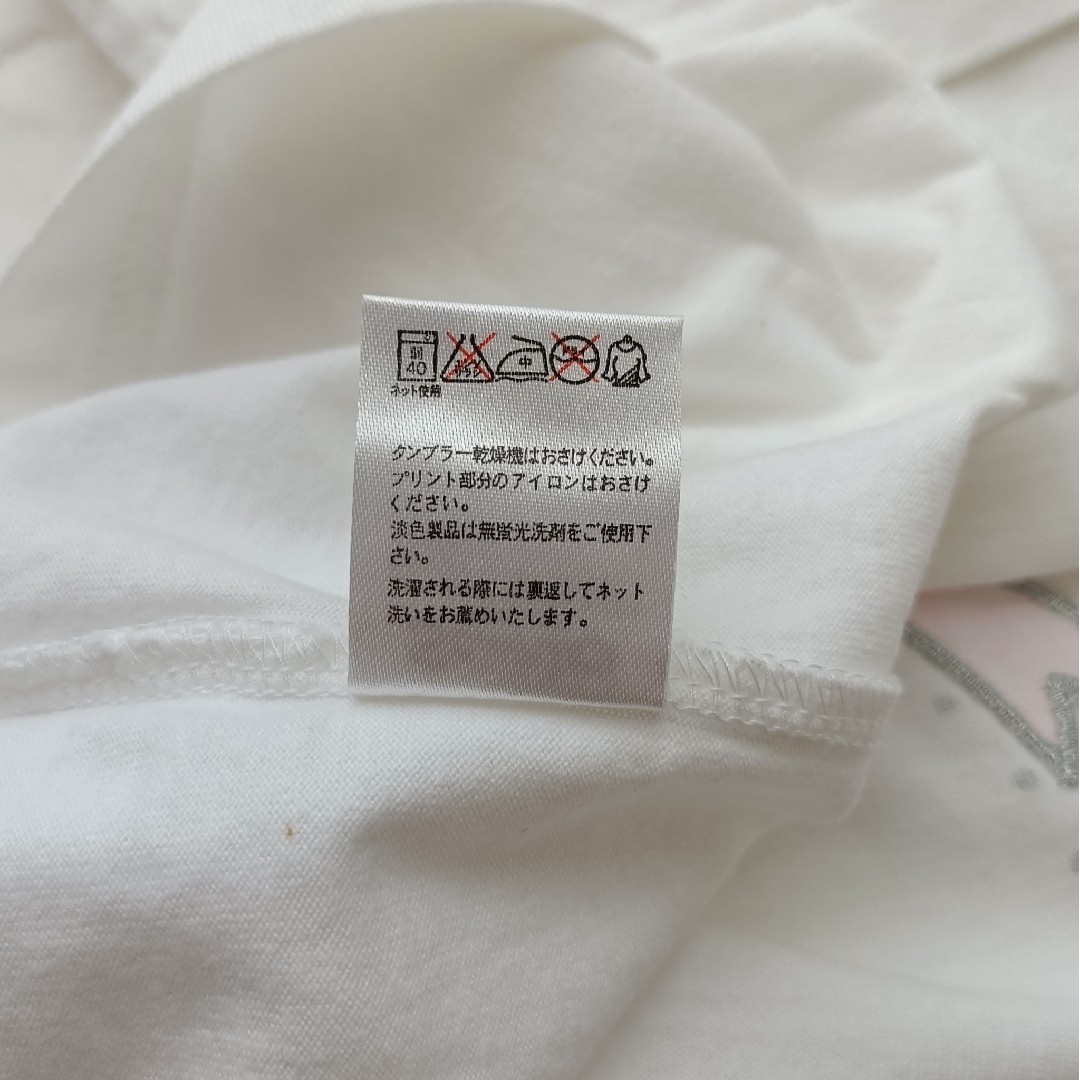 40
中
ネット使用
タンブラー乾燥機はおさけください。
プリント部分のアイロンはおさけ
ください。
淡色製品は無蛍光洗剤をご使用下
さい。
洗濯される際には裏返してネット
洗いをお薦めいたします。